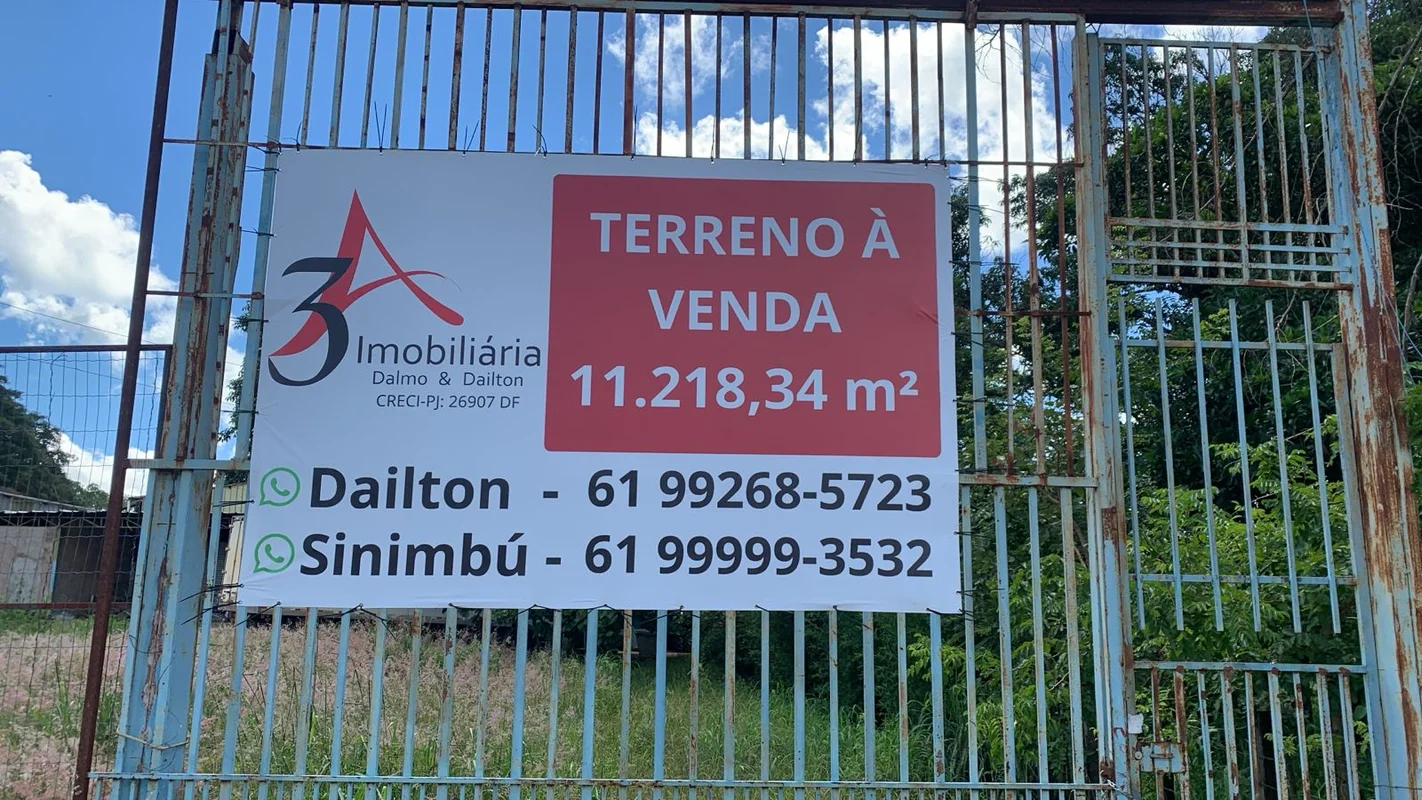 3A
Imobiliária
Dalmo & Dailton
CRECI-PJ: 26907 DF
TERRENO À
VENDA
11.218,34 m²
Dailton - 61 99268-5723
Sinimbú - 61 99999-3532